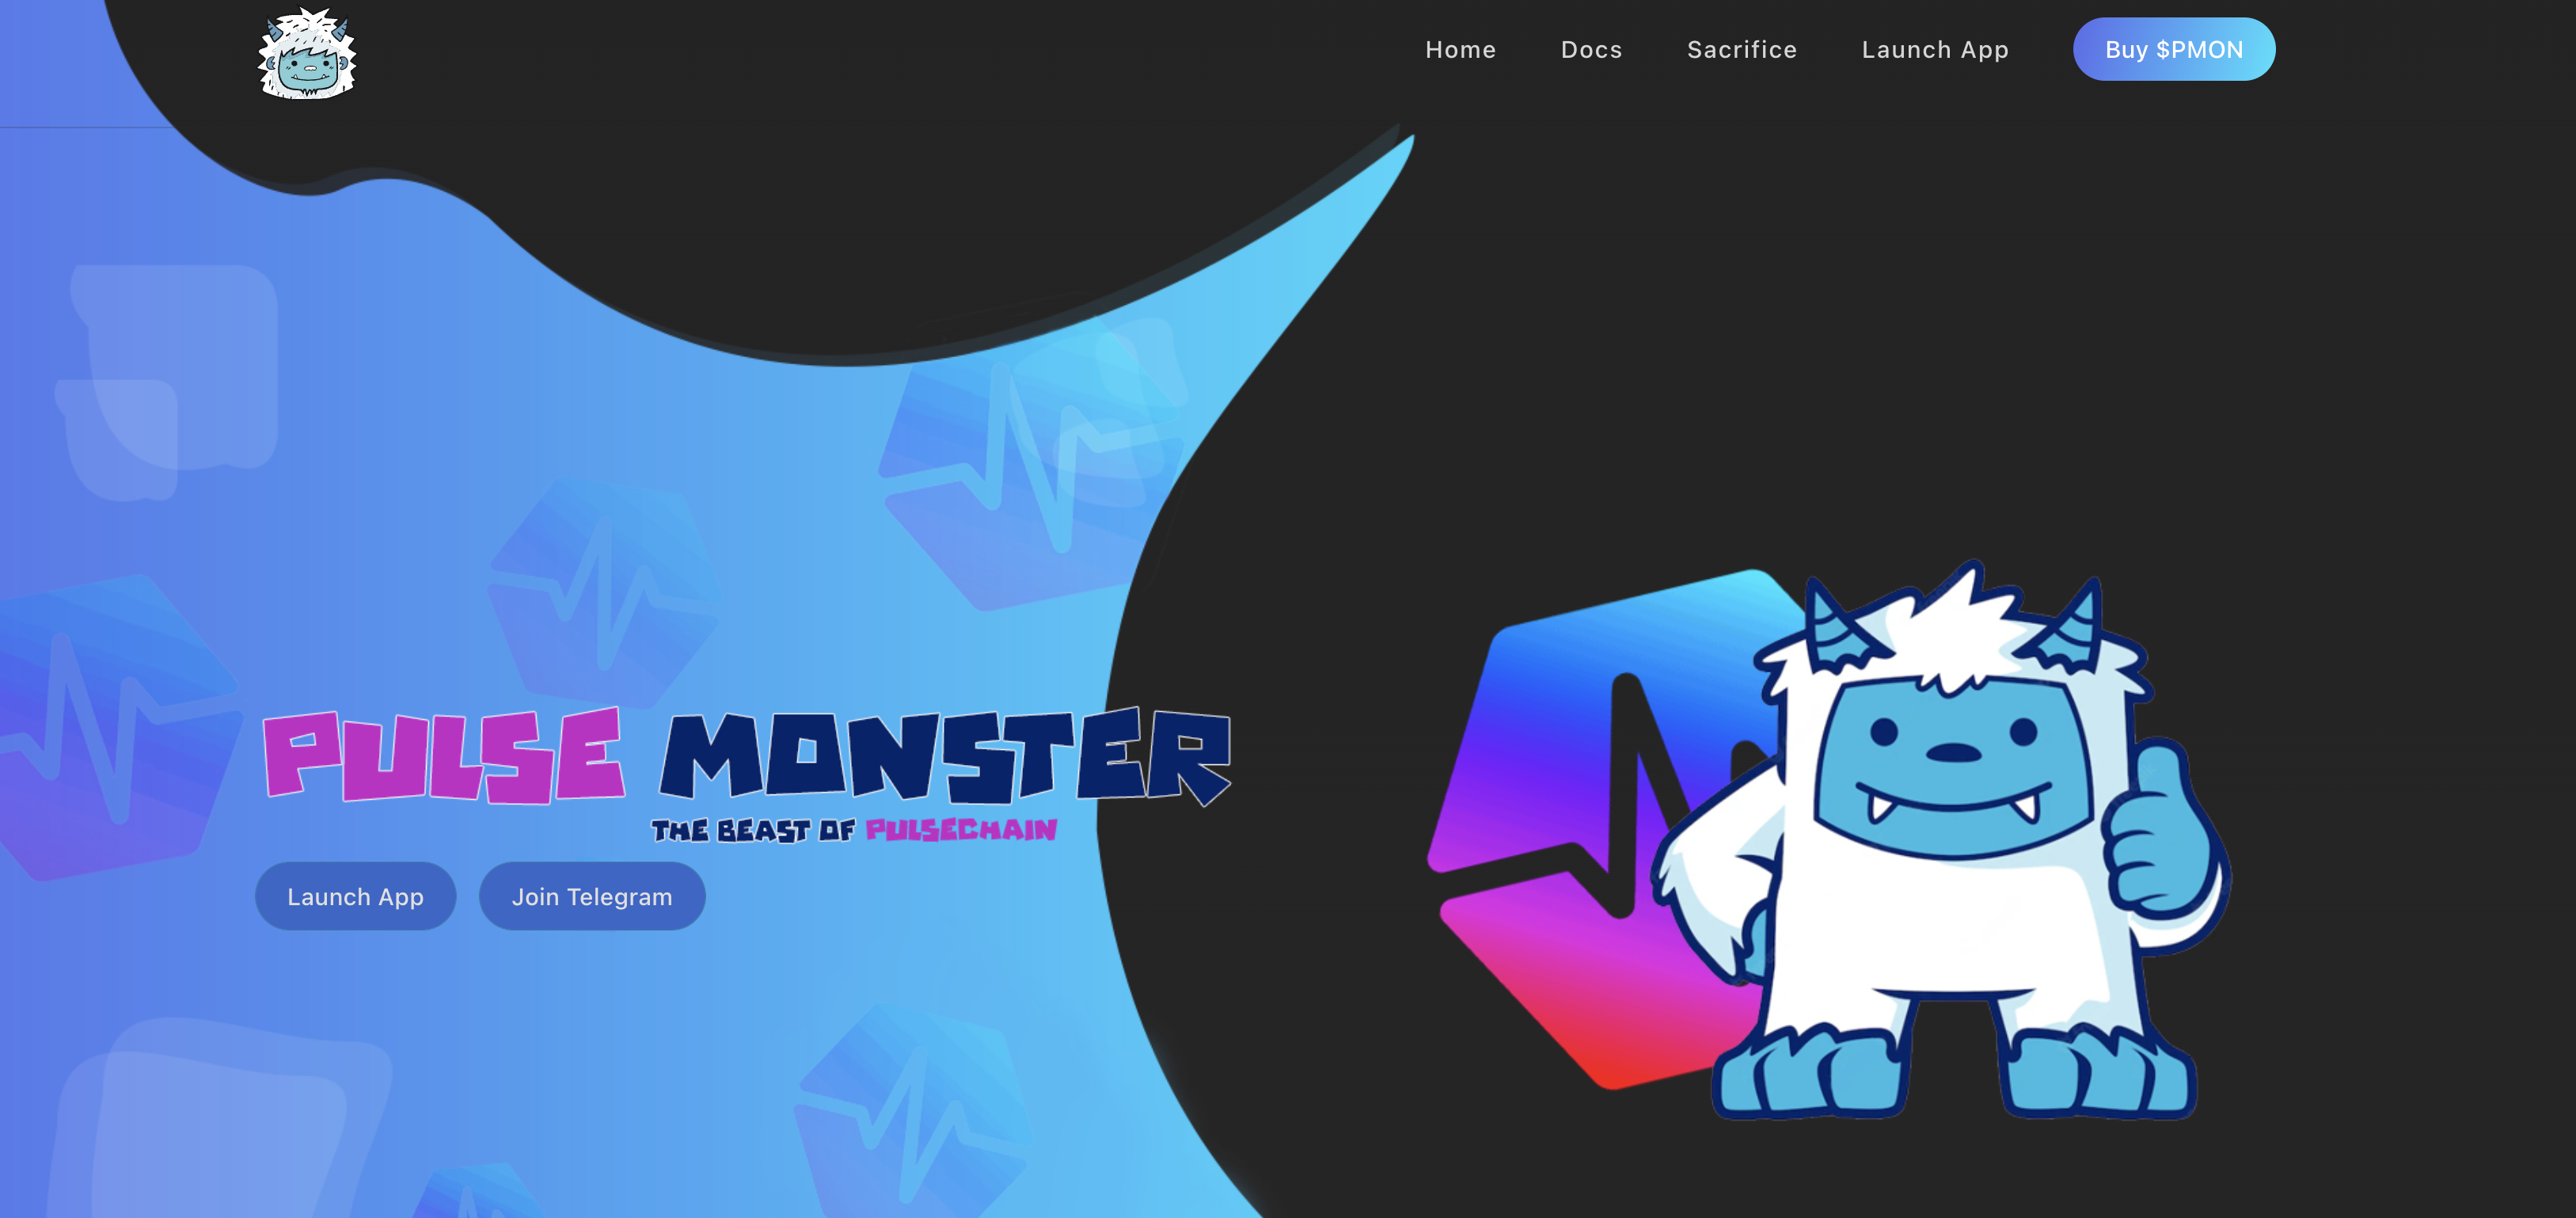 Home Docs Sacrifice Launch App Buy $PMON
PULSE MONSTER
THE BEAST OF PULSECHAIN
Launch App Join Telegram